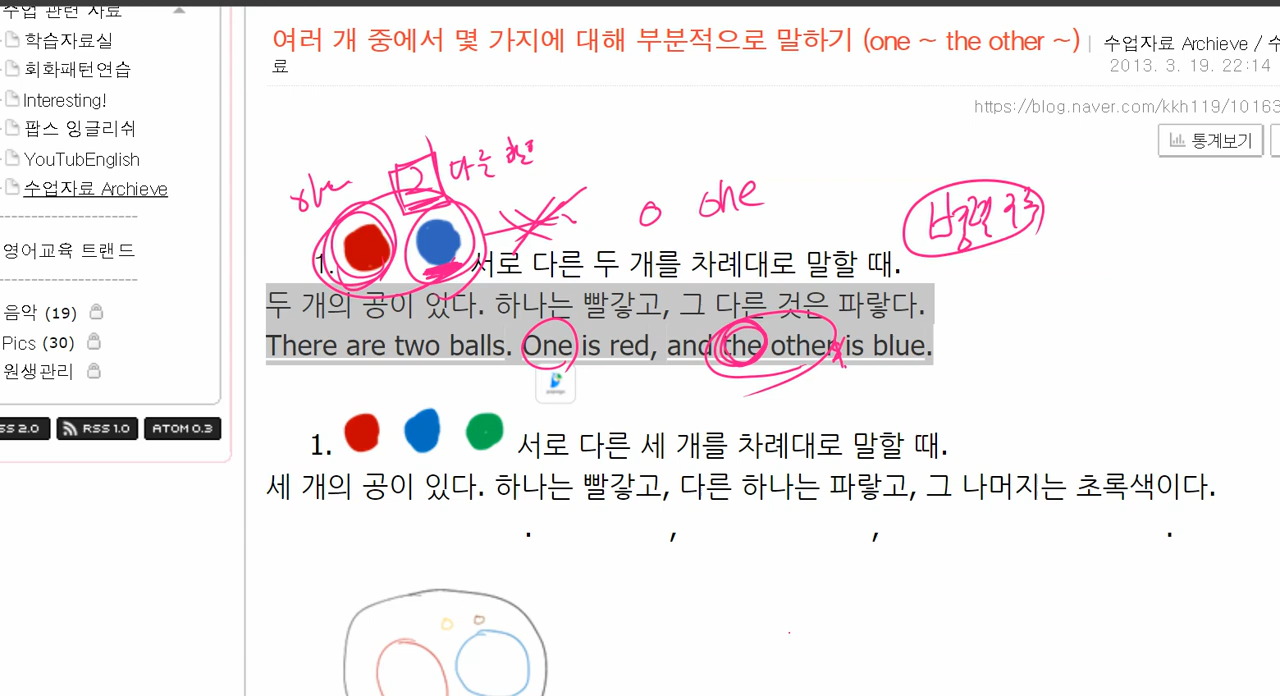 수업 관련 자료
학습자료실
회화패턴연습
Interesting!
팝스 잉글리쉬
YouTubEnglish
수업자료 Archieve
영어교육 트랜드
음악 (19)
Pics (30)
원생관리
SS 2.0 RSS 1.0 ATOM 0.3
여러 개 중에서 몇 가지에 대해 부분적으로 말하기 (one ~ the other ~) | 수업자료 Archieve / 수
료
2013. 3. 19. 22:14
https://blog.naver.com/kkh119/10163
통계보기
2 다를
one
1. 서로 다른 두 개를 차례대로 말할 때.
두 개의 공이 있다. 하나는 빨갛고, 그 다른 것은 파랗다.
There are two balls. One is red, and the other is blue.
1. 서로 다른 세 개를 차례대로 말할 때.
세 개의 공이 있다. 하나는 빨갛고, 다른 하나는 파랗고, 그 나머지는 초록색이다.
. , , .